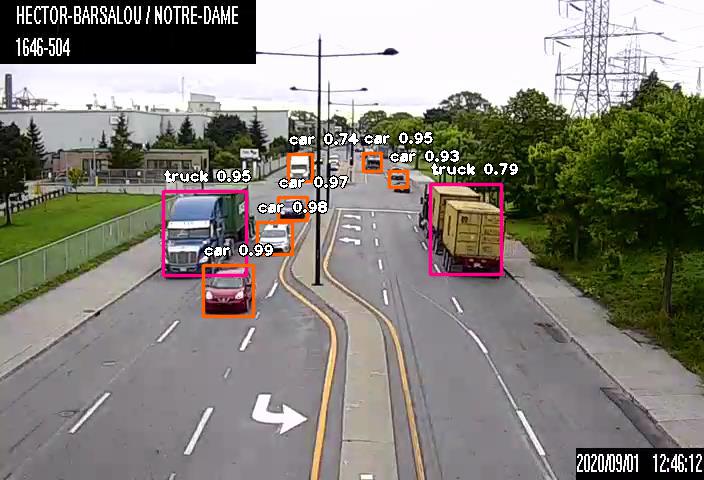 HECTOR-BARSALOU / NOTRE-DAME
1646-504
car 0.74
car 0.95
car 0.93
truck 0.95
car 0.97
truck 0.79
car 0.98
car 0.99
2020/09/01 12:46:12